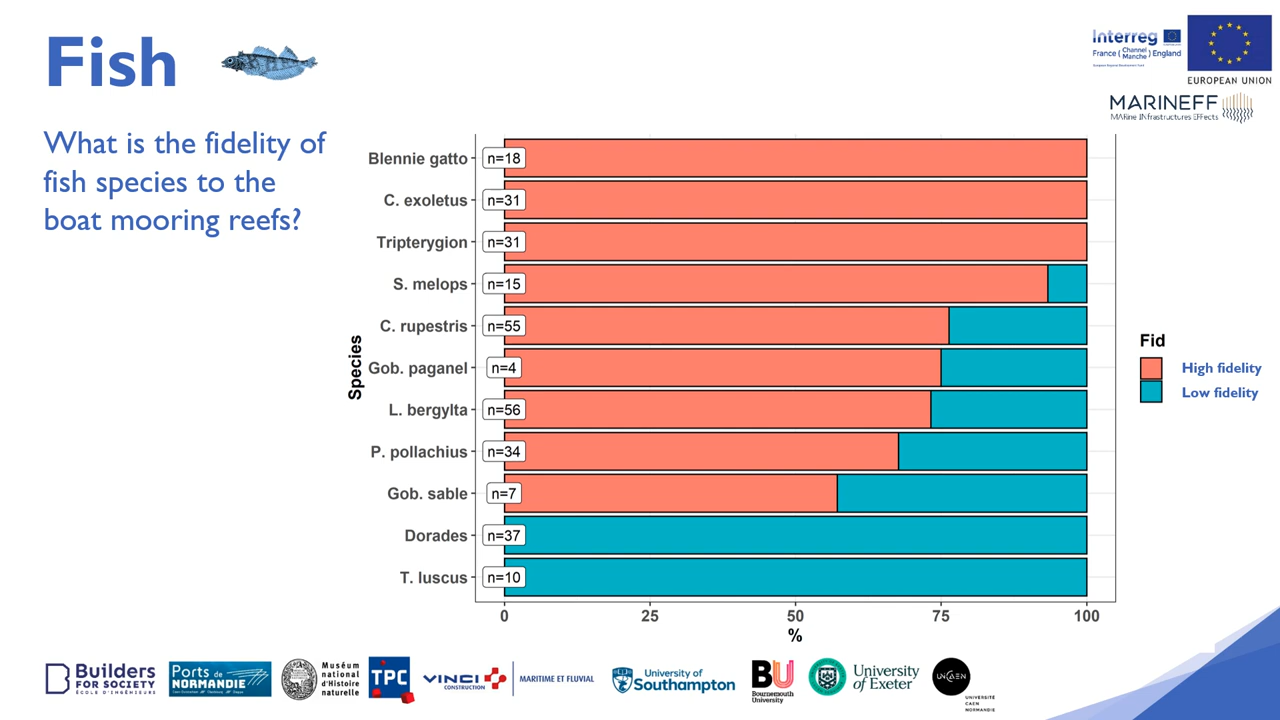 Fish
Interreg
France ( Channel Manche ) England
European Regional Development Fund
EUROPEAN UNION
MARINEFF
MARine INfrastructures EFfects
What is the fidelity of
fish species to the
boat mooring reefs?
Species
Blennie gatto n=18
C. exoletus n=31
Tripterygion n=31
S. melops n=15
C. rupestris n=55
Gob. paganel n=4
L. bergylta n=56
P. pollachius n=34
Gob. sable n=7
Dorades n=37
T. luscus n=10
0 25 50 75 100
%
Fid
High fidelity
Low fidelity
Builders
FOR SOCIETY
ÉCOLE D'INGÉNIEURS
Ports de
NORMANDIE
Muséum
national
d'Histoire
naturelle
TPC
VINCI
CONSTRUCTION
MARITIME ET FLUVIAL
University of
Southampton
BU
Bournemouth
University
University
of Exeter
UNICAEN
UNIVERSITÉ
CAEN
NORMANDIE